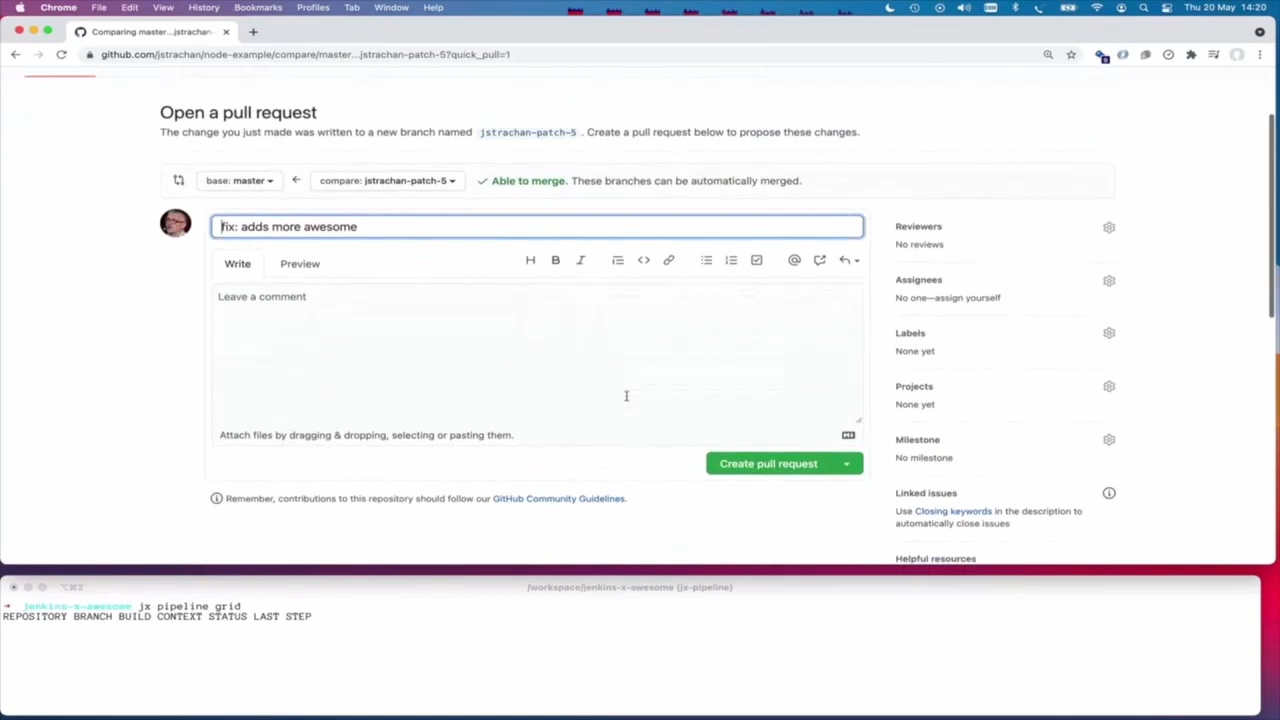 Chrome File Edit View History Bookmarks Profiles Tab Window Help Thu 20 May 14:20
Comparing master...jstrachan-
github.com/jstrachan/node-example/compare/master...jstrachan-patch-5?quick_pull=1
Open a pull request
The change you just made was written to a new branch named jstrachan-patch-5 . Create a pull request below to propose these changes.
base: master compare: jstrachan-patch-5 Able to merge. These branches can be automatically merged.
fix: adds more awesome
Write Preview
Leave a comment
Attach files by dragging & dropping, selecting or pasting them.
Create pull request
Remember, contributions to this repository should follow our GitHub Community Guidelines.
Reviewers
No reviews
Assignees
No one—assign yourself
Labels
None yet
Projects
None yet
Milestone
No milestone
Linked issues
Use Closing keywords in the description to
automatically close issues
Helpful resources
⌥⌘2 /workspace/jenkins-x-awesome (jx-pipeline)
jenkins-x-awesome jx pipeline grid
REPOSITORY BRANCH BUILD CONTEXT STATUS LAST STEP